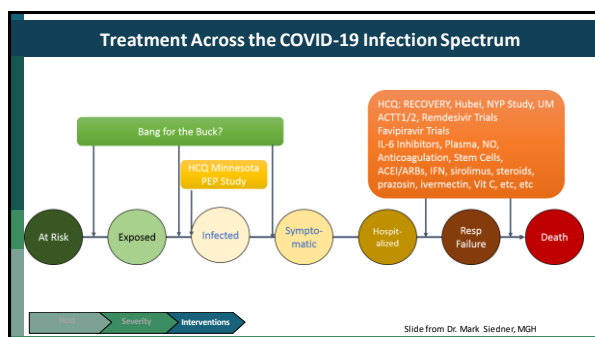 Treatment Across the COVID-19 Infection Spectrum
HCQ: RECOVERY, Hubei, NYP Study, UM
ACTT1/2, Remdesivir Trials
Favipiravir Trials
IL-6 Inhibitors, Plasma, NO,
Anticoagulation, Stem Cells,
ACEI/ARBs, IFN, sirolimus, steroids,
prazosin, ivermectin, Vit C, etc, etc
Bang for the Buck?
HCQ Minnesota
PEP Study
At Risk
Exposed
Infected
Sympto-
matic
Hospit-
alized
Resp
Failure
Death
Severity
Interventions
Slide from Dr. Mark Siedner, MGH